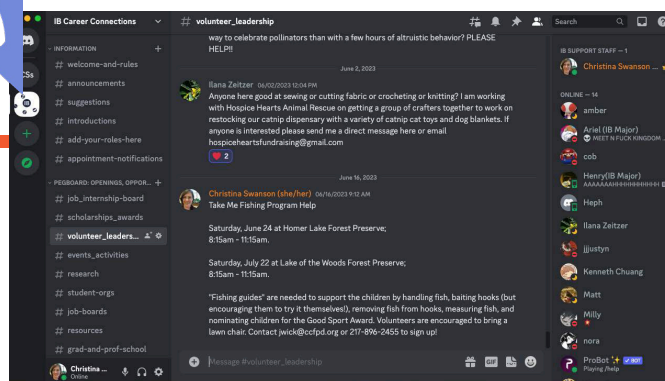 IB Career Connections
# volunteer_leadership
Search
CSs
INFORMATION
# welcome-and-rules
# announcements
# suggestions
# introductions
# add-your-roles-here
# appointment-notifications
PEGBOARD: OPENINGS, OPPOR...
# job_internship-board
# scholarships_awards
# volunteer_leaders...
# events_activities
# research
# student-orgs
# job-boards
# resources
# grad-and-prof-school
Christina ...
Online
way to celebrate pollinators than with a few hours of altruistic behavior? PLEASE
HELP!!
June 2, 2023
Ilana Zeitzer 06/02/2023 12:04 PM
Anyone here good at sewing or cutting fabric or crocheting or knitting? I am working
with Hospice Hearts Animal Rescue on getting a group of crafters together to work on
restocking our catnip dispensary with a variety of catnip cat toys and dog blankets. If
anyone is interested please send me a direct message here or email
hospiceheartsfundraising@gmail.com
2
June 16, 2023
Christina Swanson (she/her) 06/16/2023 9:12 AM
Take Me Fishing Program Help
Saturday, June 24 at Homer Lake Forest Preserve;
8:15am - 11:15am.
Saturday, July 22 at Lake of the Woods Forest Preserve;
8:15am - 11:15am.
"Fishing guides" are needed to support the children by handling fish, baiting hooks (but
encouraging them to try it themselves!), removing fish from hooks, measuring fish, and
nominating children for the Good Sport Award. Volunteers are encouraged to bring a
lawn chair. Contact jwick@ccfpd.org or 217-896-2455 to sign up!
Message #volunteer_leadership
GIF
IB SUPPORT STAFF — 1
Christina Swanson ...
ONLINE — 14
amber
Ariel (IB Major)
MEET N FUCK KINGDOM
cob
Henry(IB Major)
Heph
Ilana Zeitzer
jjjustyn
Kenneth Chuang
Matt
Milly
nora
ProBot BOT
Playing /help